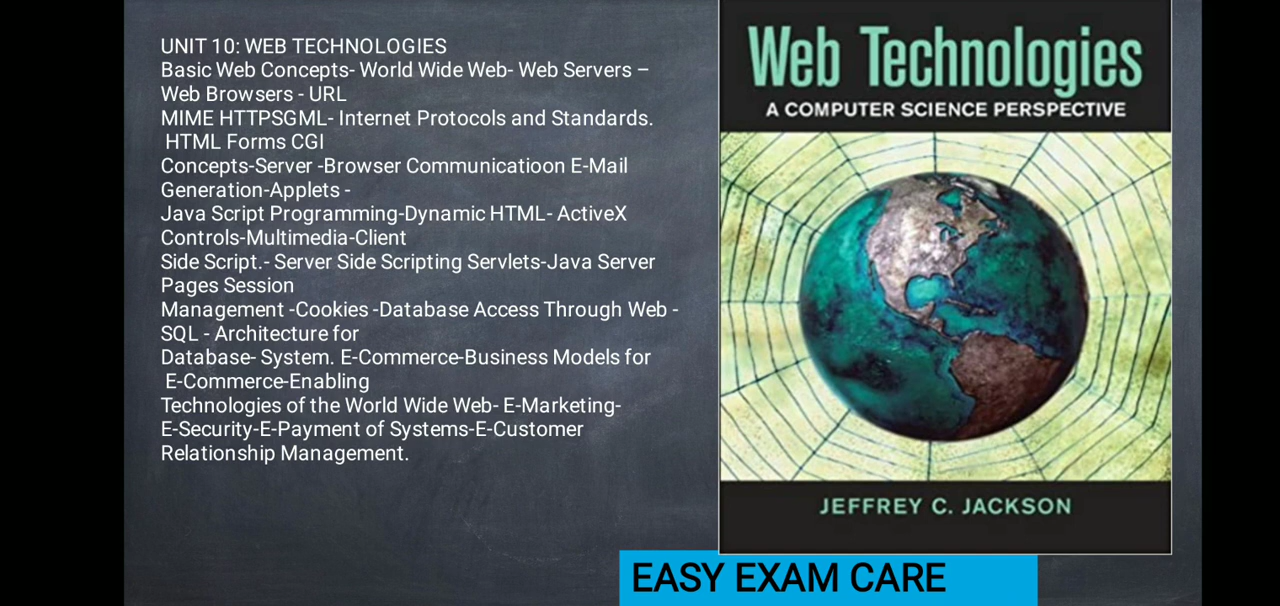 UNIT 10: WEB TECHNOLOGIES
Basic Web Concepts- World Wide Web- Web Servers –
Web Browsers - URL
MIME HTTPSGML- Internet Protocols and Standards.
HTML Forms CGI
Concepts-Server -Browser Communicatioon E-Mail
Generation-Applets -
Java Script Programming-Dynamic HTML- ActiveX
Controls-Multimedia-Client
Side Script.- Server Side Scripting Servlets-Java Server
Pages Session
Management -Cookies -Database Access Through Web -
SQL - Architecture for
Database- System. E-Commerce-Business Models for
E-Commerce-Enabling
Technologies of the World Wide Web- E-Marketing-
E-Security-E-Payment of Systems-E-Customer
Relationship Management.
Web Technologies
A COMPUTER SCIENCE PERSPECTIVE
JEFFREY C. JACKSON
EASY EXAM CARE